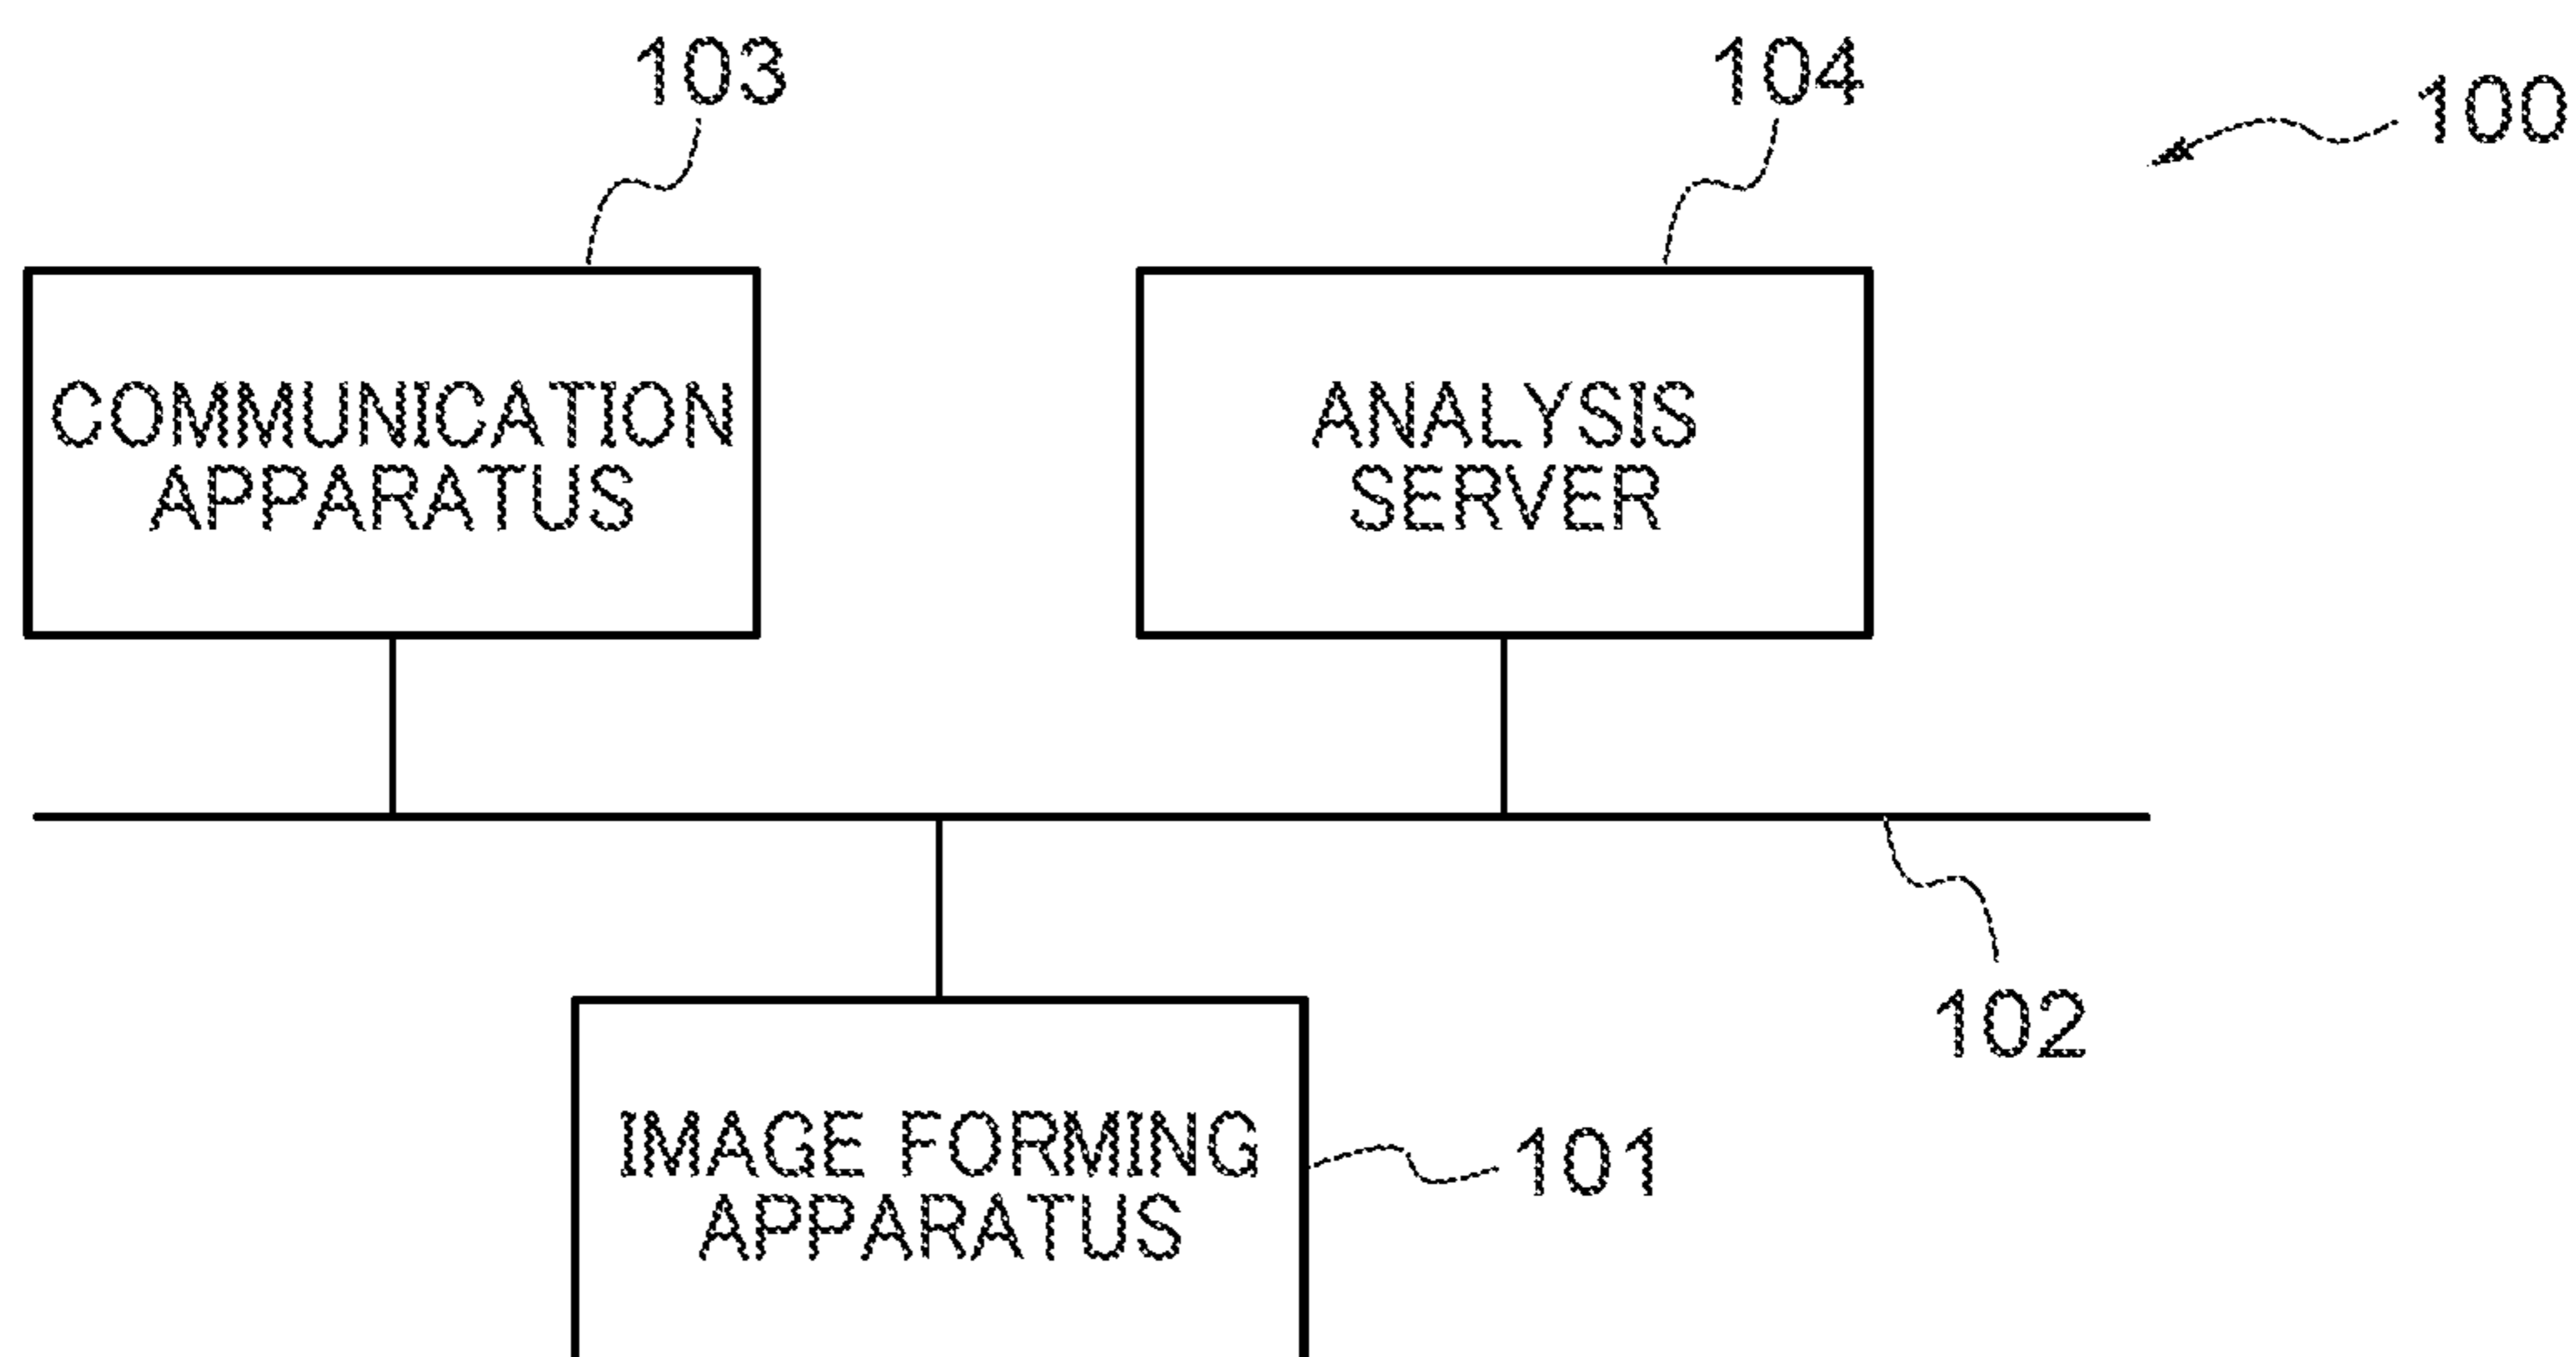 103
104
100
COMMUNICATION
APPARATUS
ANALYSIS
SERVER
102
IMAGE FORMING
APPARATUS
101